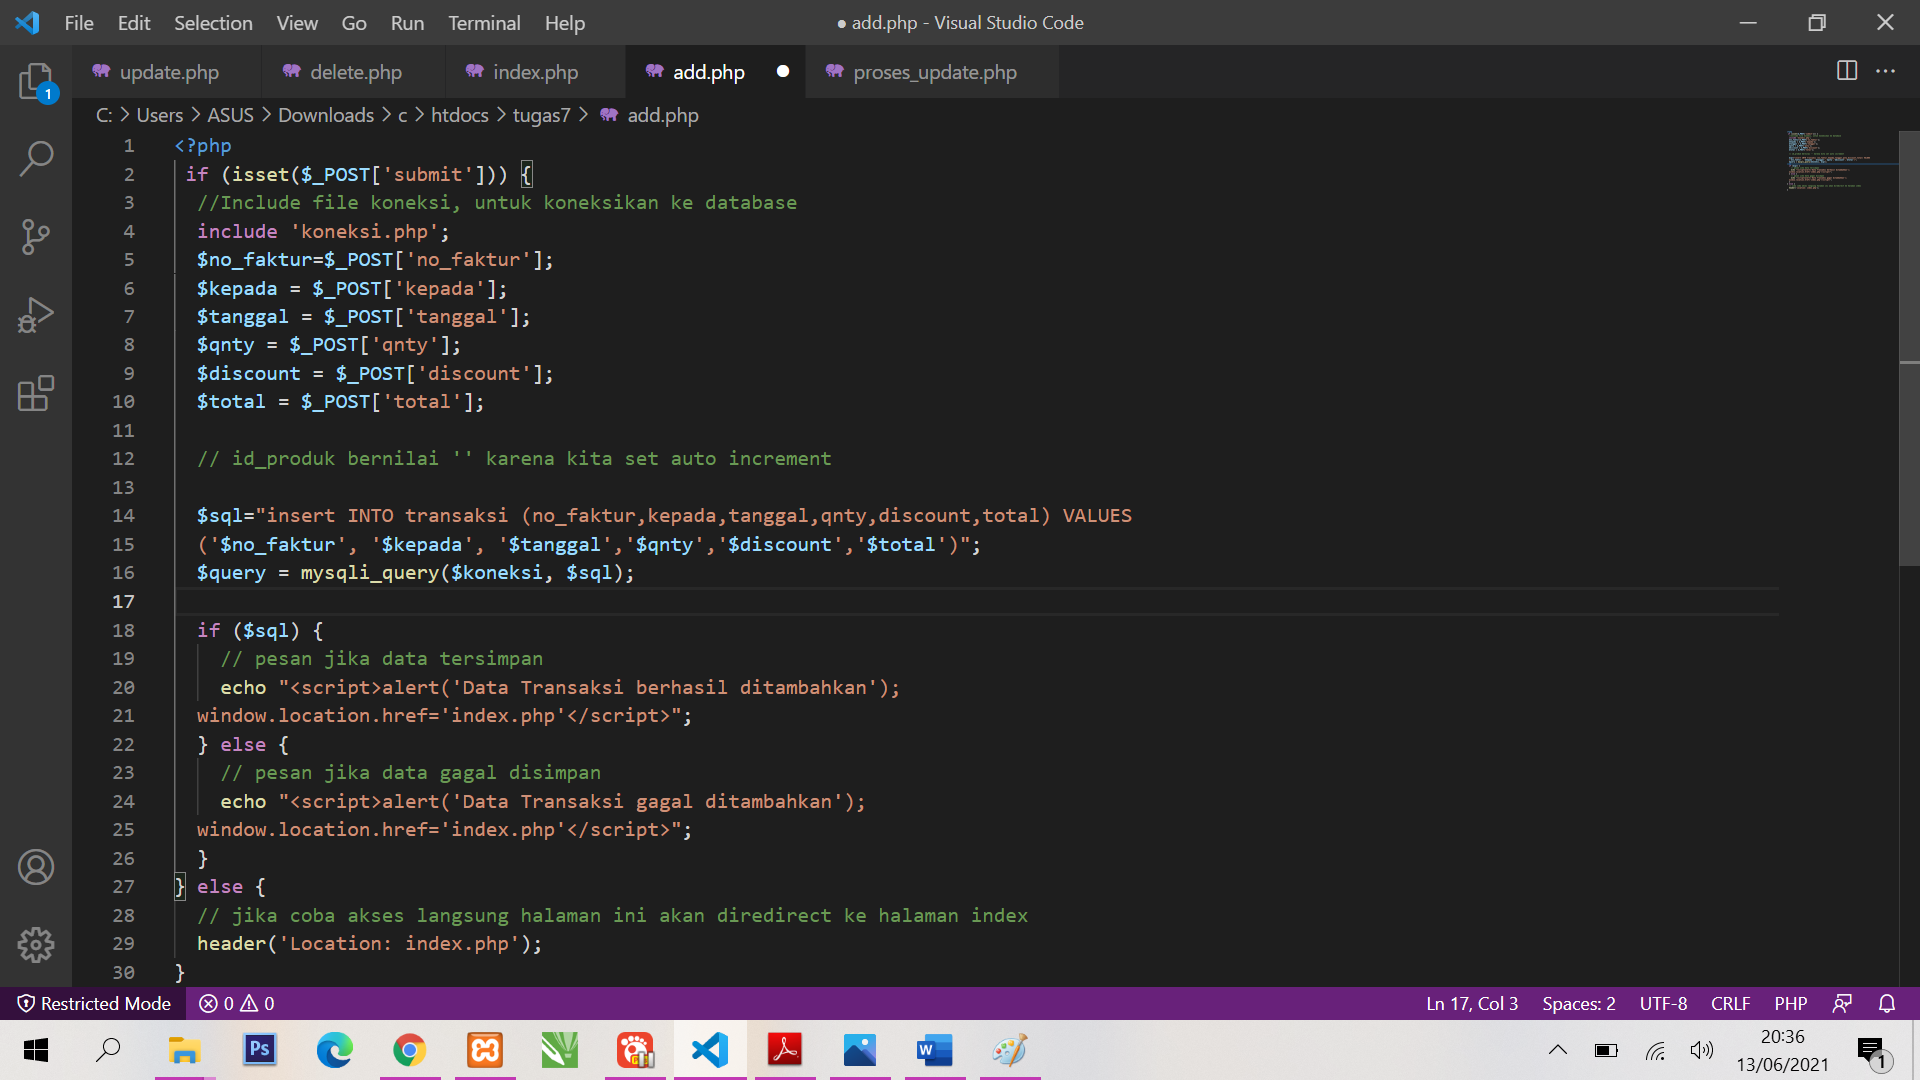 File Edit Selection View Go Run Terminal Help
● add.php - Visual Studio Code
update.php delete.php index.php add.php proses_update.php
C: > Users > ASUS > Downloads > c > htdocs > tugas7 > add.php
1 <?php
2 if (isset($_POST['submit'])) {
3 //Include file koneksi, untuk koneksikan ke database
4 include 'koneksi.php';
5 $no_faktur=$_POST['no_faktur'];
6 $kepada = $_POST['kepada'];
7 $tanggal = $_POST['tanggal'];
8 $qnty = $_POST['qnty'];
9 $discount = $_POST['discount'];
10 $total = $_POST['total'];
11
12 // id_produk bernilai '' karena kita set auto increment
13
14 $sql="insert INTO transaksi (no_faktur,kepada,tanggal,qnty,discount,total) VALUES
15 ('$no_faktur', '$kepada', '$tanggal','$qnty','$discount','$total')";
16 $query = mysqli_query($koneksi, $sql);
17
18 if ($sql) {
19 // pesan jika data tersimpan
20 echo "<script>alert('Data Transaksi berhasil ditambahkan');
21 window.location.href='index.php'</script>";
22 } else {
23 // pesan jika data gagal disimpan
24 echo "<script>alert('Data Transaksi gagal ditambahkan');
25 window.location.href='index.php'</script>";
26 }
27 } else {
28 // jika coba akses langsung halaman ini akan diredirect ke halaman index
29 header('Location: index.php');
30 }
1
Restricted Mode 0 0 Ln 17, Col 3 Spaces: 2 UTF-8 CRLF PHP
Ps
W
20:36
13/06/2021
1